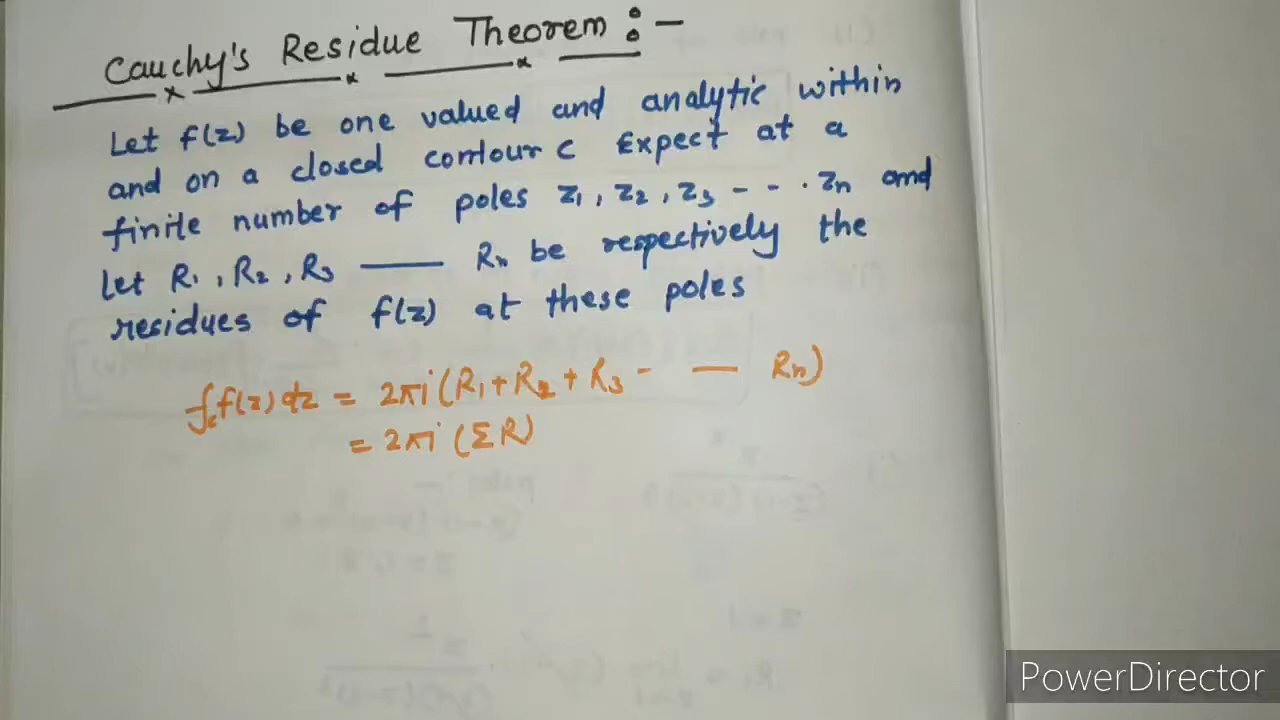 Cauchy's Residue Theorem :-
Let f(z) be one valued and analytic within
and on a closed contour c Expect at a
finite number of poles z1, z2, z3 - - . zn and
Let R1, R2, R3 —— Rn be respectively the
residues of f(z) at these poles
∫c f(z) dz = 2πi (R1 + R2 + R3 - — Rn)
= 2πi (ΣR)
PowerDirector